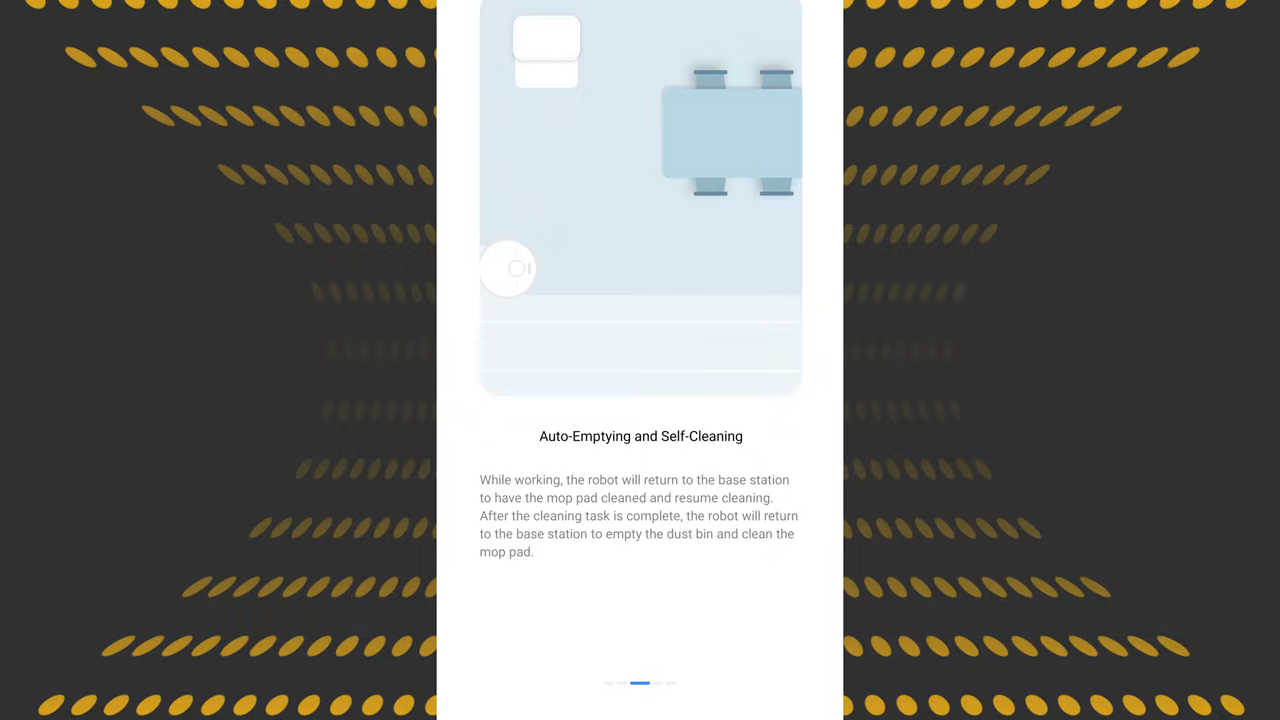 Auto-Emptying and Self-Cleaning
While working, the robot will return to the base station
to have the mop pad cleaned and resume cleaning.
After the cleaning task is complete, the robot will return
to the base station to empty the dust bin and clean the
mop pad.